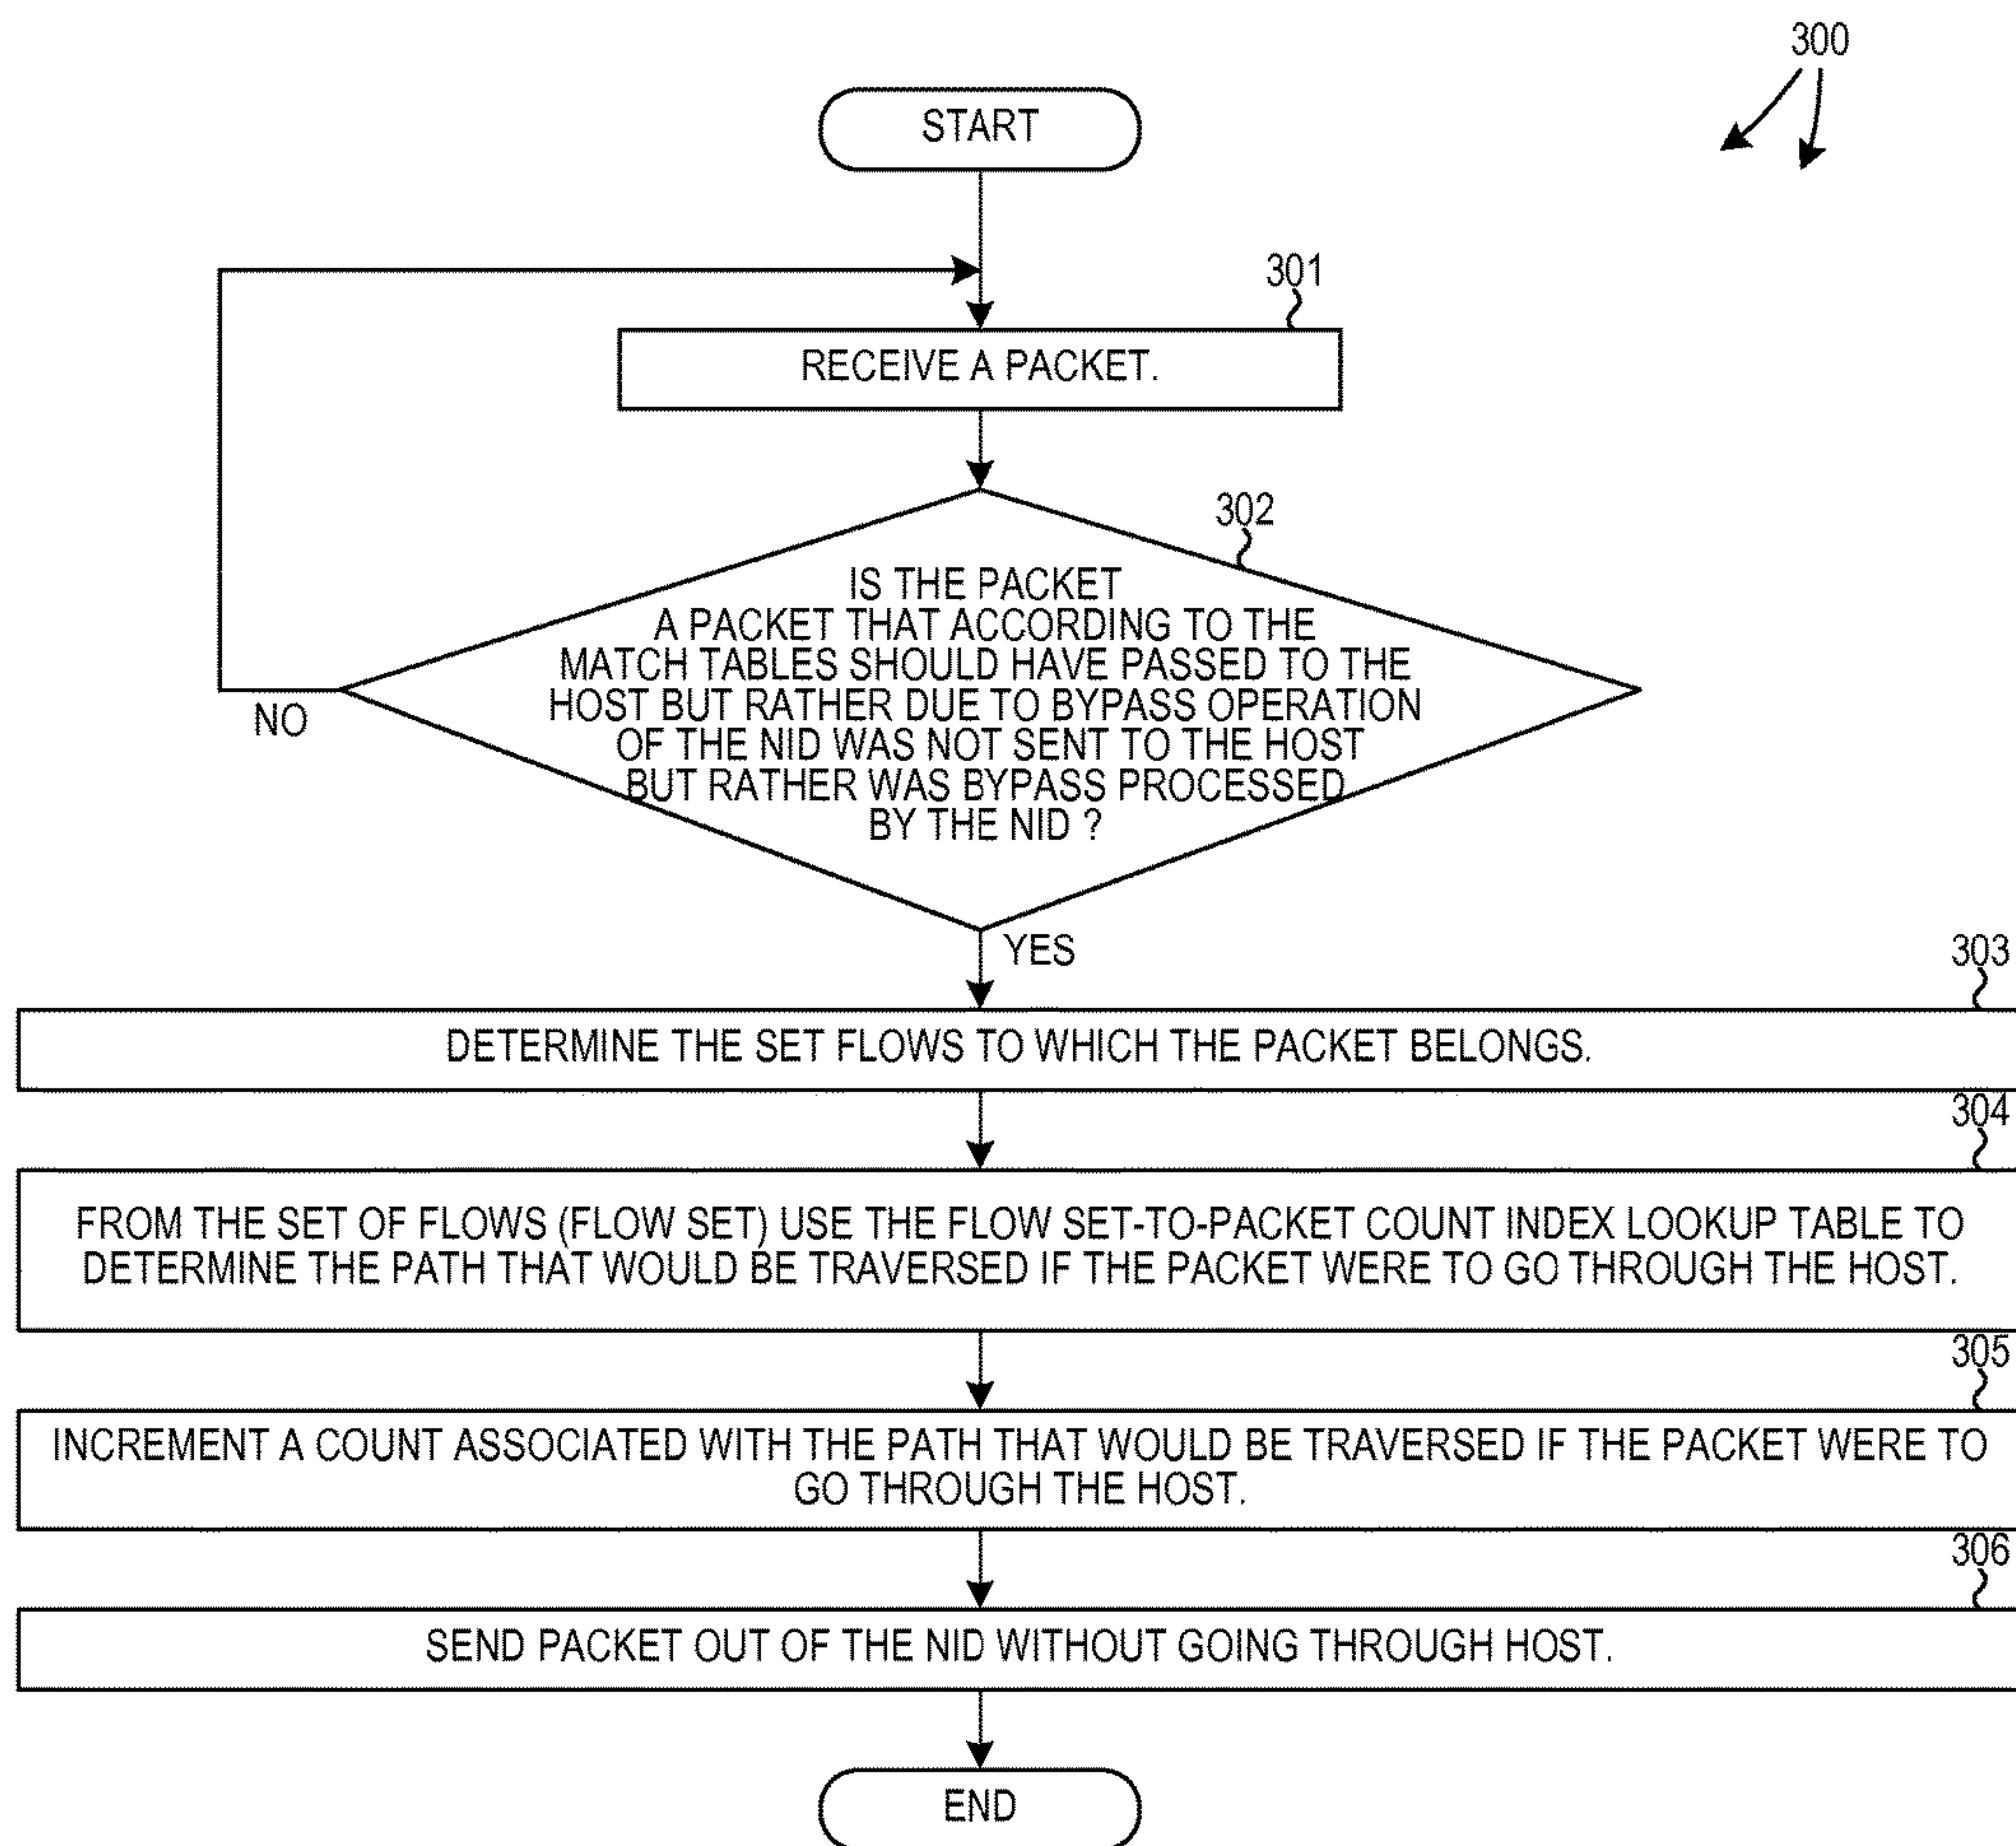 300
START
301
RECEIVE A PACKET.
302
IS THE PACKET
A PACKET THAT ACCORDING TO THE
MATCH TABLES SHOULD HAVE PASSED TO THE
HOST BUT RATHER DUE TO BYPASS OPERATION
OF THE NID WAS NOT SENT TO THE HOST
BUT RATHER WAS BYPASS PROCESSED
BY THE NID ?
NO
YES
303
DETERMINE THE SET FLOWS TO WHICH THE PACKET BELONGS.
304
FROM THE SET OF FLOWS (FLOW SET) USE THE FLOW SET-TO-PACKET COUNT INDEX LOOKUP TABLE TO
DETERMINE THE PATH THAT WOULD BE TRAVERSED IF THE PACKET WERE TO GO THROUGH THE HOST.
305
INCREMENT A COUNT ASSOCIATED WITH THE PATH THAT WOULD BE TRAVERSED IF THE PACKET WERE TO
GO THROUGH THE HOST.
306
SEND PACKET OUT OF THE NID WITHOUT GOING THROUGH HOST.
END